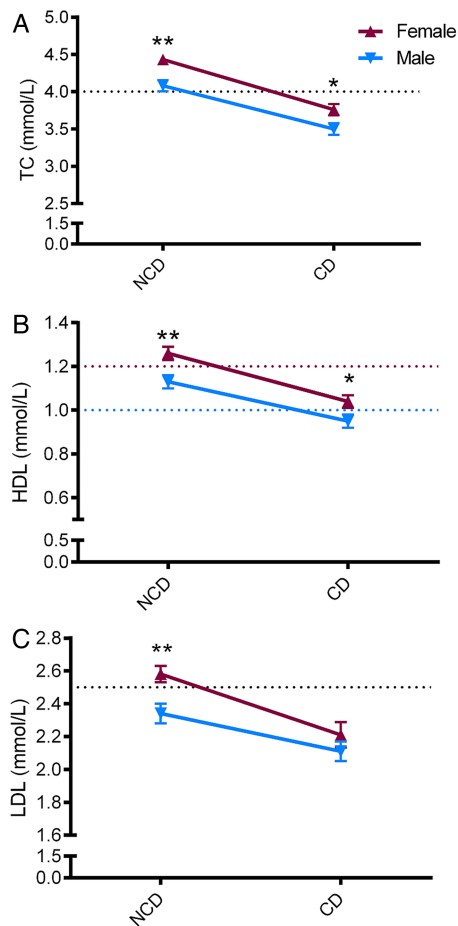 A
Female
Male
TC (mmol/L)
5.0
4.5
4.0
3.5
3.0
2.5
1.5
0.0
**
*
NCD
CD
B
HDL (mmol/L)
1.4
1.2
1.0
0.8
0.6
0.5
0.0
**
*
NCD
CD
C
LDL (mmol/L)
2.8
2.6
2.4
2.2
2.0
1.8
1.6
1.5
0.0
**
NCD
CD